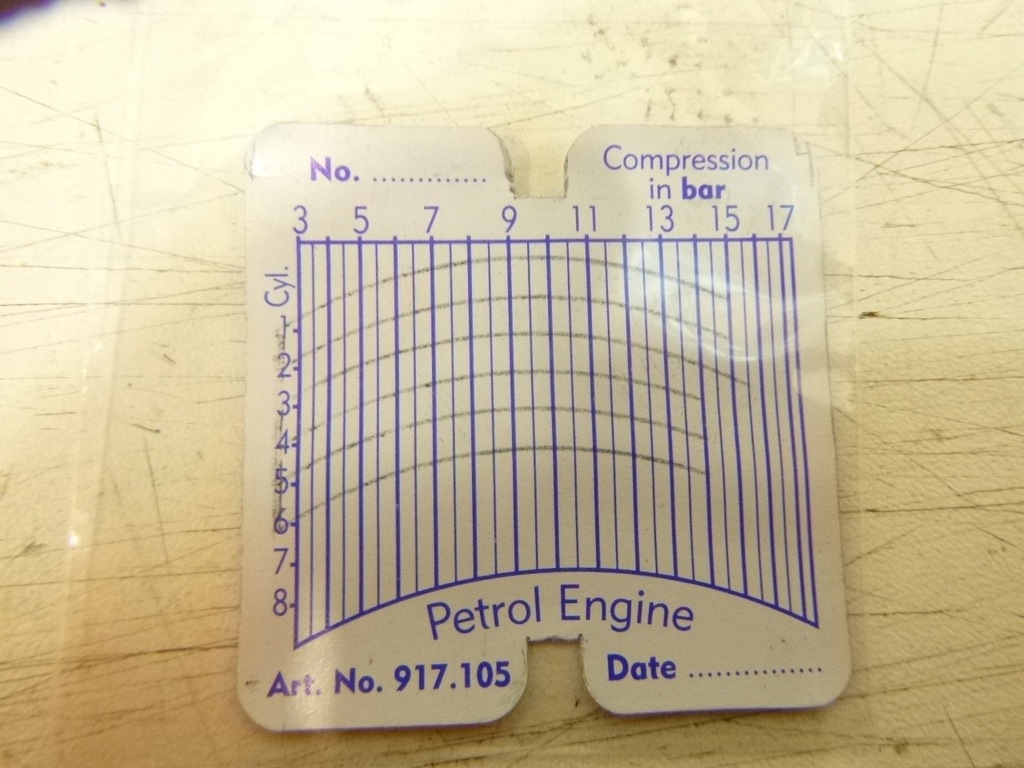 No. .............
Compression
in bar
3 5 7 9 11 13 15 17
Cyl.
1
2
3
4
5
6
7
8
Petrol Engine
Art. No. 917.105
Date ...............